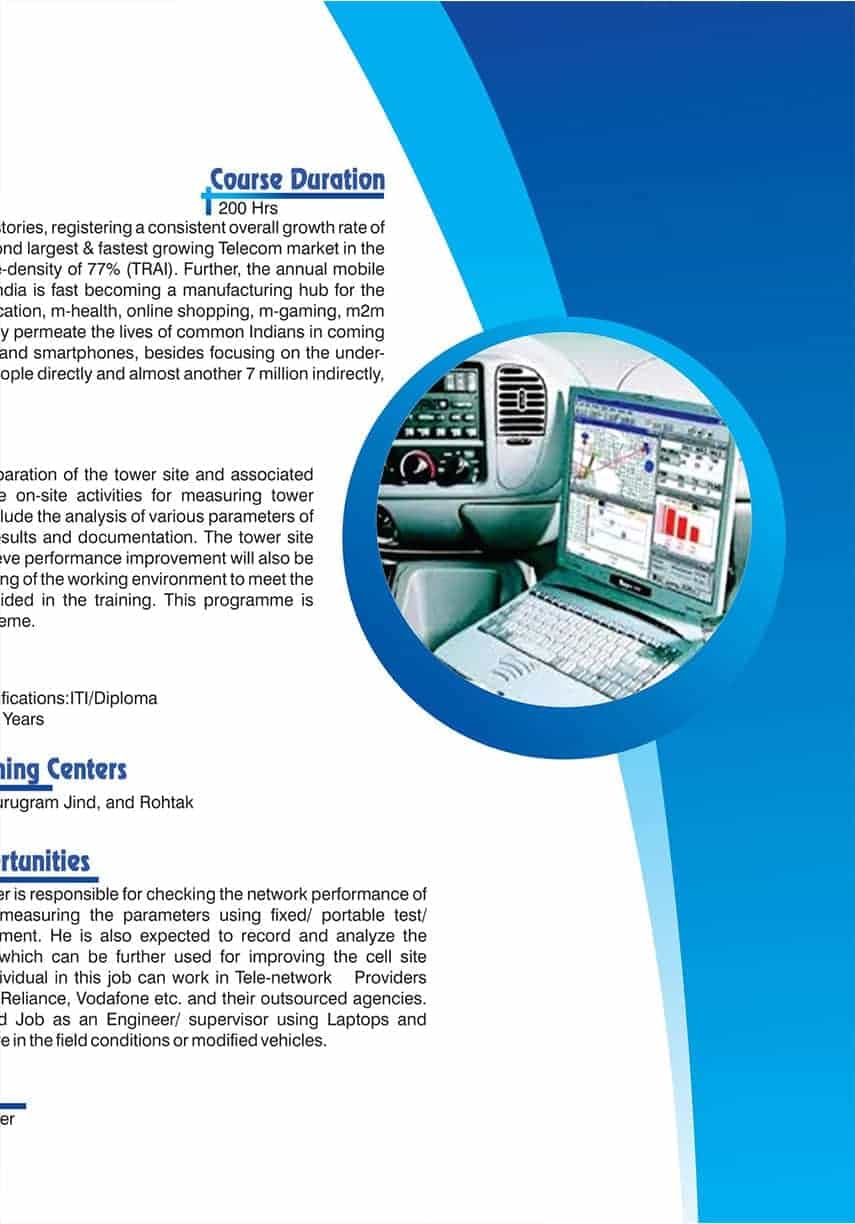 Course Duration
200 Hrs
stories, registering a consistent overall growth rate of
ond largest & fastest growing Telecom market in the
e-density of 77% (TRAI). Further, the annual mobile
ndia is fast becoming a manufacturing hub for the
cation, m-health, online shopping, m-gaming, m2m
y permeate the lives of common Indians in coming
and smartphones, besides focusing on the under-
ople directly and almost another 7 million indirectly,
paration of the tower site and associated
e on-site activities for measuring tower
lude the analysis of various parameters of
esults and documentation. The tower site
eve performance improvement will also be
ng of the working environment to meet the
ided in the training. This programme is
eme.
ifications:ITI/Diploma
Years
ning Centers
urugram Jind, and Rohtak
rtunities
er is responsible for checking the network performance of
measuring the parameters using fixed/ portable test/
ment. He is also expected to record and analyze the
which can be further used for improving the cell site
ividual in this job can work in Tele-network Providers
Reliance, Vodafone etc. and their outsourced agencies.
d Job as an Engineer/ supervisor using Laptops and
e in the field conditions or modified vehicles.
er